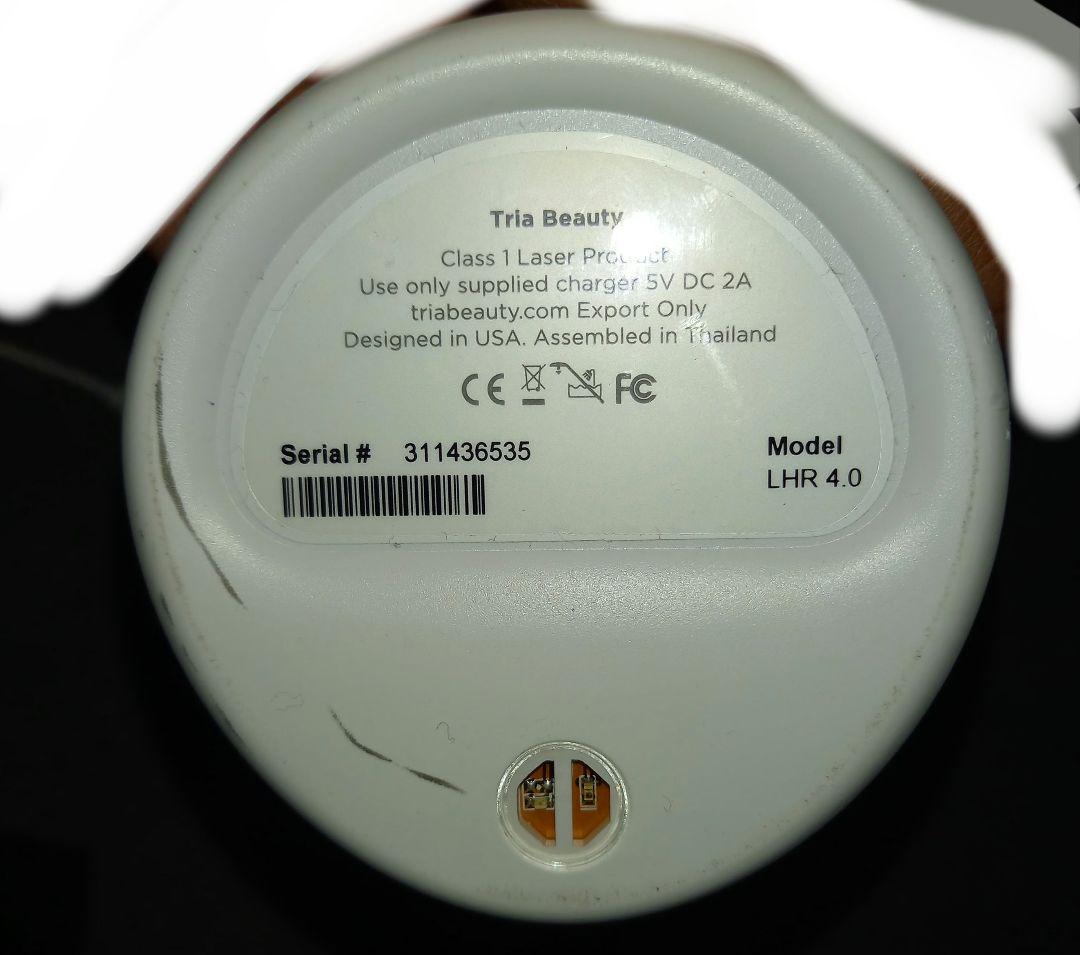 Tria Beauty
Class 1 Laser Product
Use only supplied charger 5V DC 2A
triabeauty.com Export Only
Designed in USA. Assembled in Thailand
CE FC
Serial # 311436535
Model
LHR 4.0